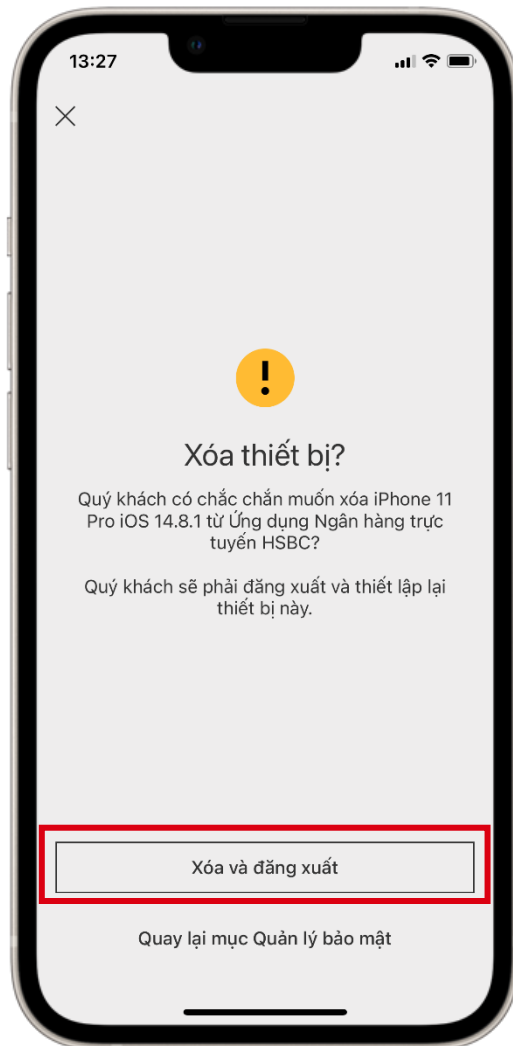 13:27
Xóa thiết bị?
Quý khách có chắc chắn muốn xóa iPhone 11
Pro iOS 14.8.1 từ Ứng dụng Ngân hàng trực
tuyến HSBC?
Quý khách sẽ phải đăng xuất và thiết lập lại
thiết bị này.
Xóa và đăng xuất
Quay lại mục Quản lý bảo mật